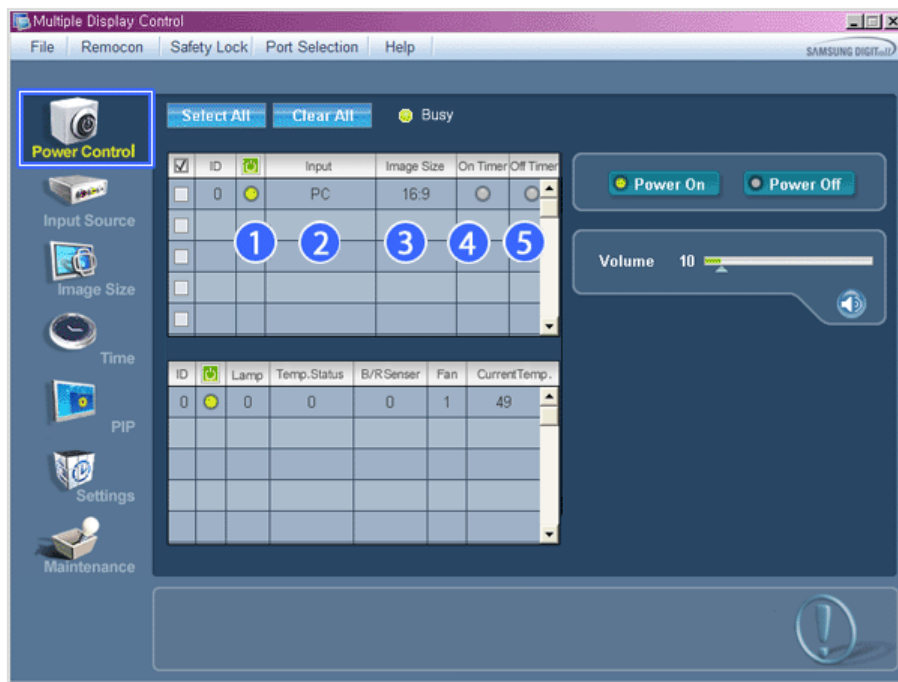 Multiple Display Control
File Remocon Safety Lock Port Selection Help
SAMSUNG DIGITall
Select All Clear All Busy
Power Control
Input Source
Image Size
Time
PIP
Settings
Maintenance
ID Input Image Size On Timer Off Timer
0 PC 16:9
1 2 3 4 5
ID Lamp Temp.Status B/RSenser Fan CurrentTemp.
0 0 0 0 1 49
Power On Power Off
Volume 10